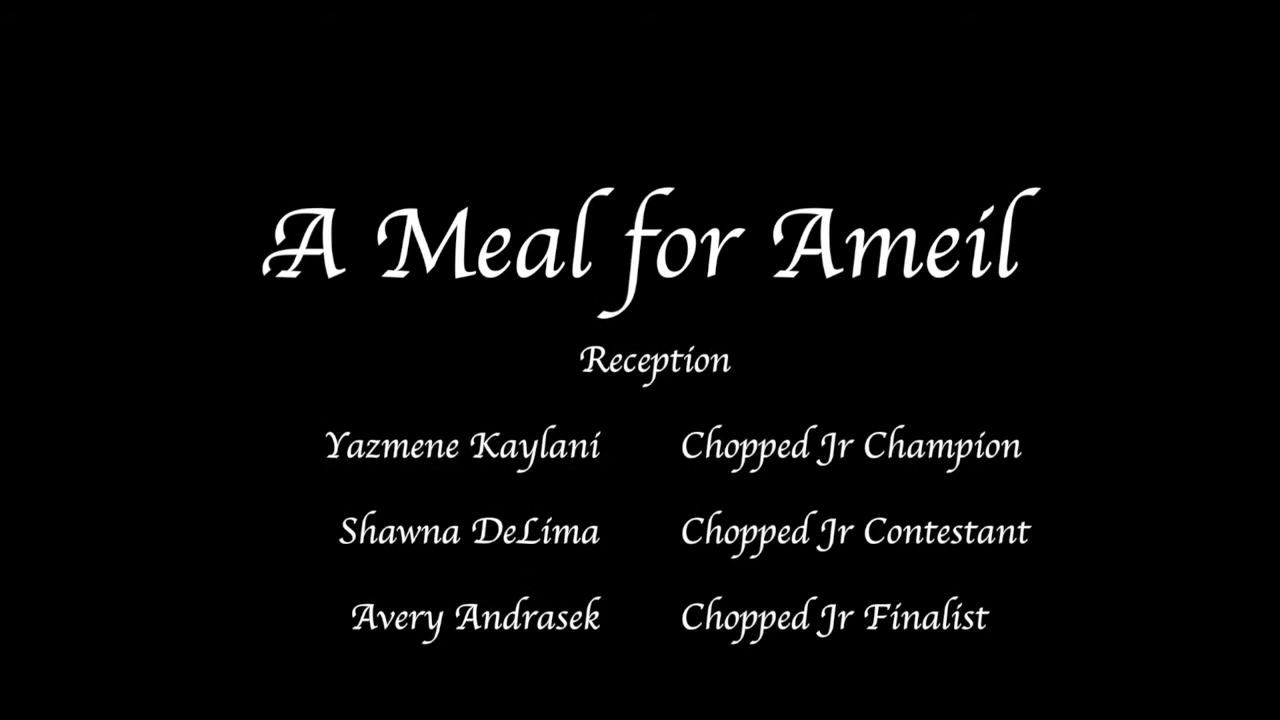 A Meal for Ameil
Reception
Yazmene Kaylani Chopped Jr Champion
Shawna DeLima Chopped Jr Contestant
Avery Andrasek Chopped Jr Finalist